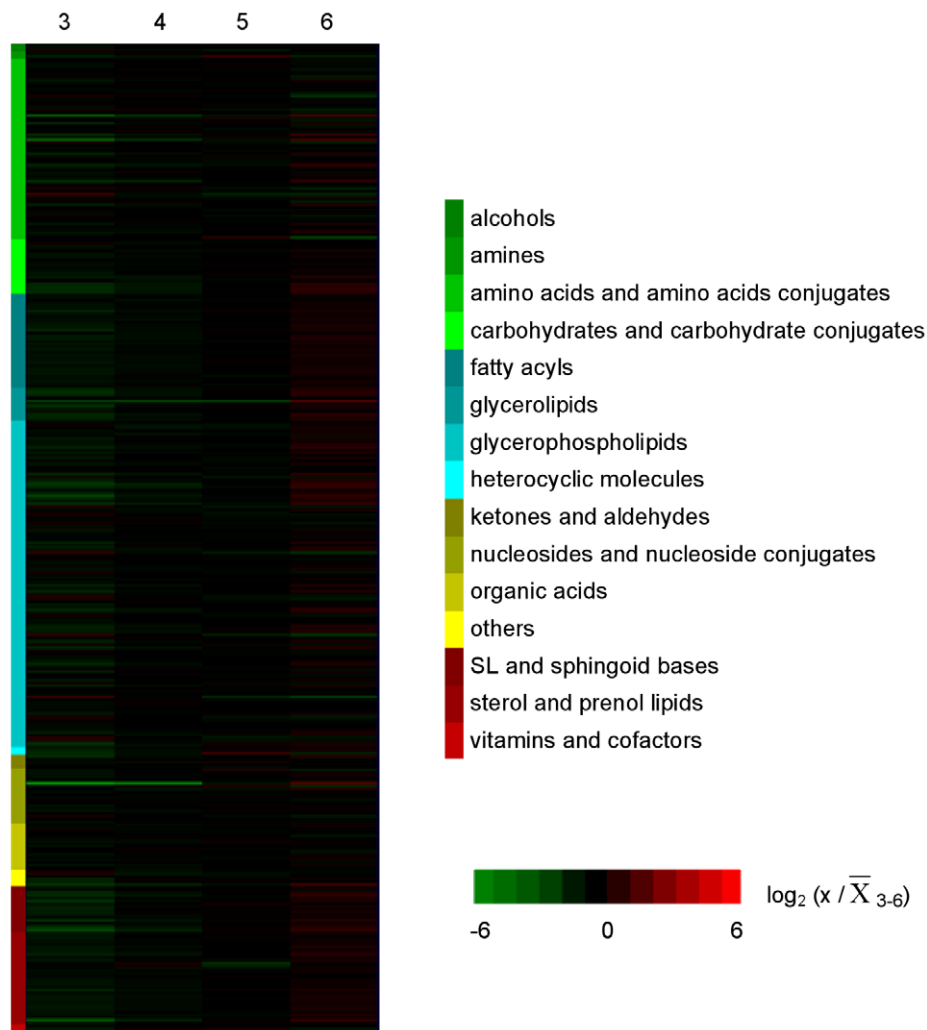 3 4 5 6
alcohols
amines
amino acids and amino acids conjugates
carbohydrates and carbohydrate conjugates
fatty acyls
glycerolipids
glycerophospholipids
heterocyclic molecules
ketones and aldehydes
nucleosides and nucleoside conjugates
organic acids
others
SL and sphingoid bases
sterol and prenol lipids
vitamins and cofactors
log₂ (x / X̅ ₃₋₆)
-6 0 6